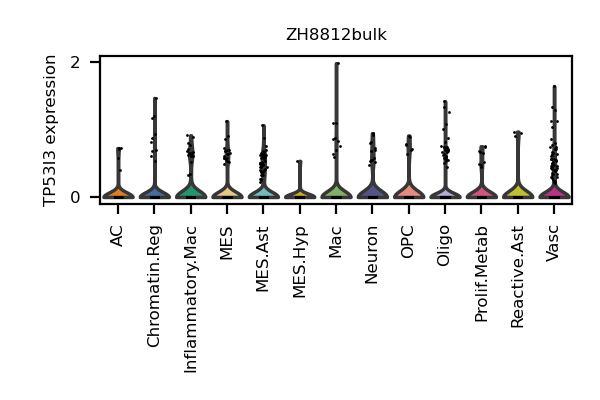 ZH8812bulk
TP53I3 expression
2
0
AC
Chromatin.Reg
Inflammatory.Mac
MES
MES.Ast
MES.Hyp
Mac
Neuron
OPC
Oligo
Prolif.Metab
Reactive.Ast
Vasc